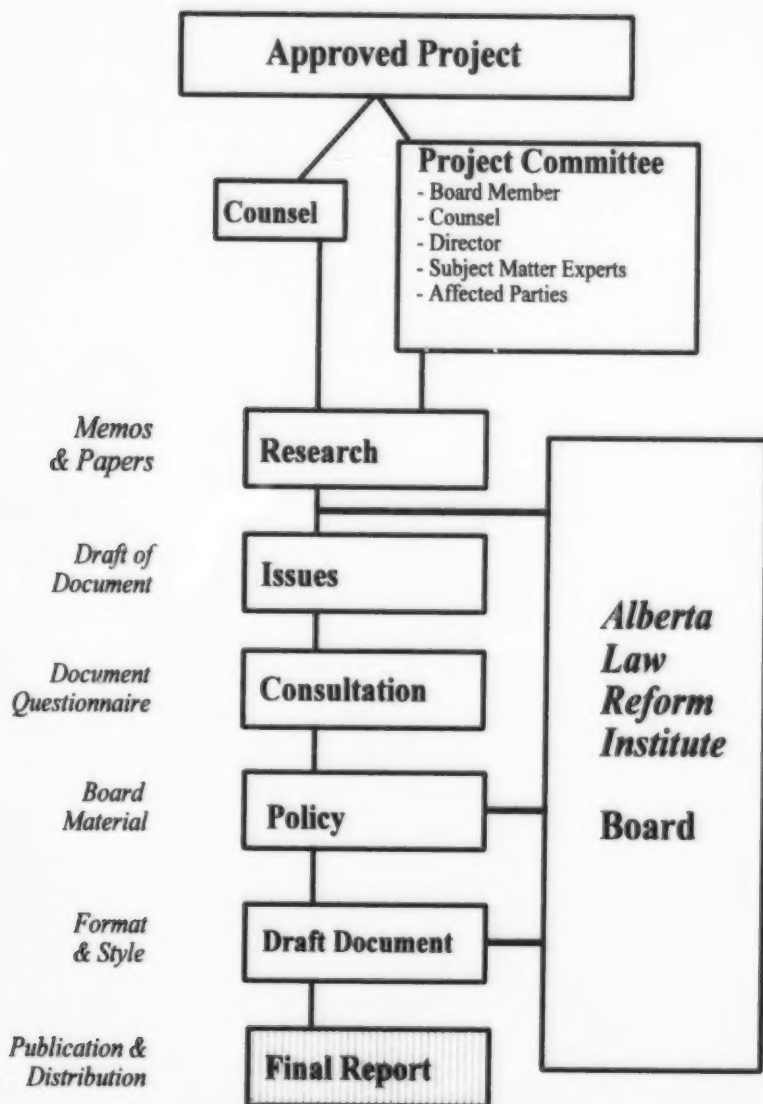 Approved Project
Counsel
Project Committee
- Board Member
- Counsel
- Director
- Subject Matter Experts
- Affected Parties
Memos
& Papers
Research
Draft of
Document
Issues
Document
Questionnaire
Consultation
Board
Material
Policy
Format
& Style
Draft Document
Publication &
Distribution
Final Report
Alberta
Law
Reform
Institute
Board